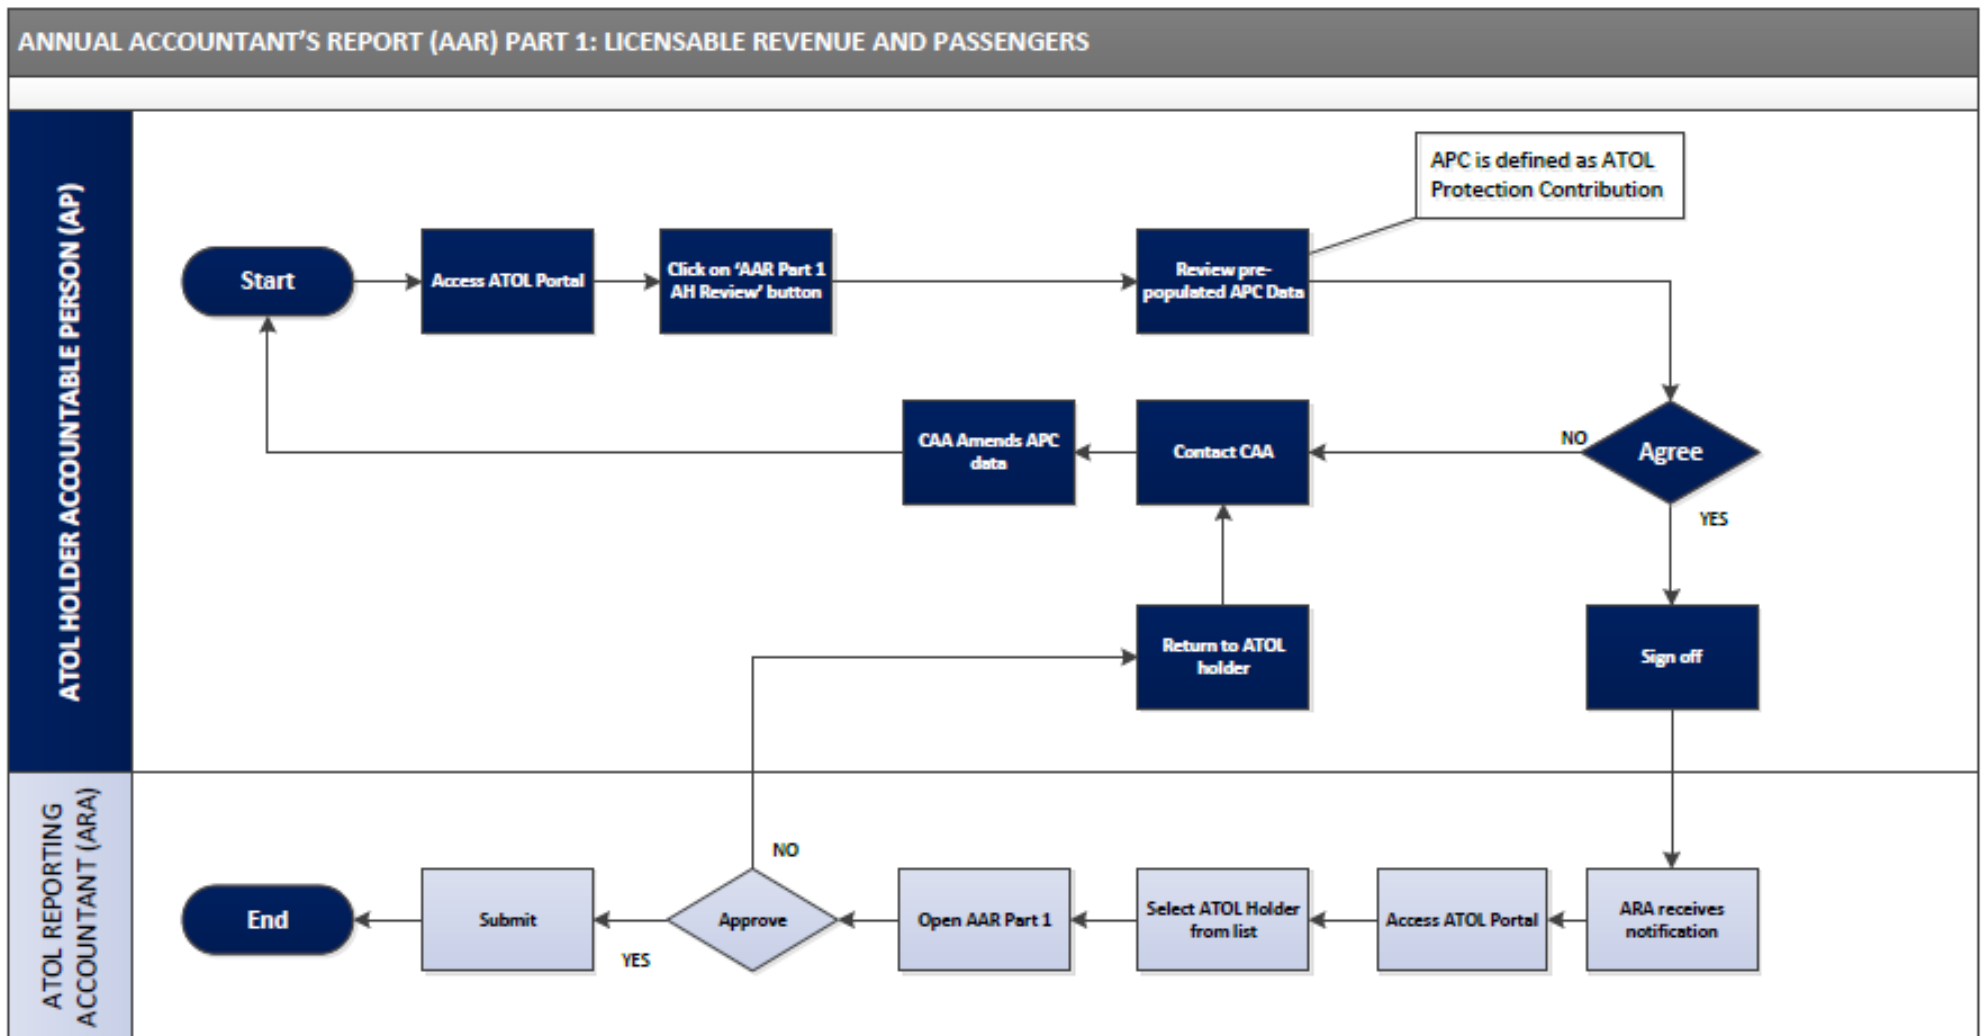 ANNUAL ACCOUNTANT'S REPORT (AAR) PART 1: LICENSABLE REVENUE AND PASSENGERS
ATOL HOLDER ACCOUNTABLE PERSON (AP)
APC is defined as ATOL
Protection Contribution
Start
Access ATOL Portal
Click on 'AAR Part 1
AH Review' button
Review pre-
populated APC Data
CAA Amends APC
data
Contact CAA
NO
Agree
YES
Return to ATOL
holder
Sign off
ATOL REPORTING
ACCOUNTANT (ARA)
End
Submit
YES
Approve
NO
Open AAR Part 1
Select ATOL Holder
from list
Access ATOL Portal
ARA receives
notification